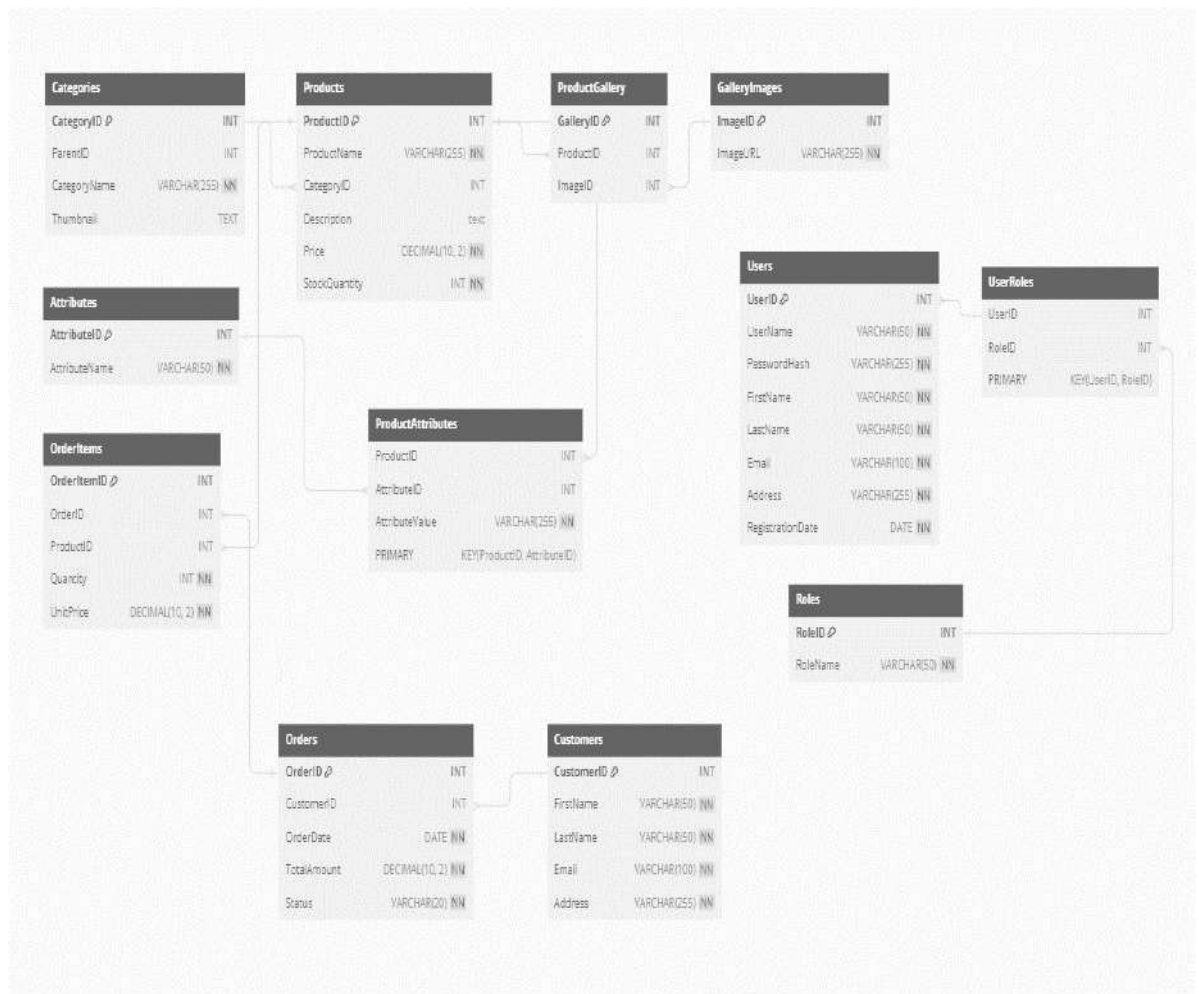 Categories
CategoryID INT
ParentID INT
CategoryName VARCHAR(255) NN
Thumbnail TEXT
Products
ProductID INT
ProductName VARCHAR(255) NN
CategoryID INT
Description text
Price DECIMAL(10, 2) NN
StockQuantity INT NN
ProductGallery
GalleryID INT
ProductID INT
ImageID INT
GalleryImages
ImageID INT
ImageURL VARCHAR(255) NN
Attributes
AttributeID INT
AttributeName VARCHAR(50) NN
Users
UserID INT
UserName VARCHAR(50) NN
PasswordHash VARCHAR(255) NN
FirstName VARCHAR(50) NN
LastName VARCHAR(50) NN
Email VARCHAR(100) NN
Address VARCHAR(255) NN
RegistrationDate DATE NN
UserRoles
UserID INT
RoleID INT
PRIMARY KEY(UserID, RoleID)
OrderItems
OrderItemID INT
OrderID INT
ProductID INT
Quantity INT NN
UnitPrice DECIMAL(10, 2) NN
ProductAttributes
ProductID INT
AttributeID INT
AttributeValue VARCHAR(255) NN
PRIMARY KEY(ProductID, AttributeID)
Roles
RoleID INT
RoleName VARCHAR(50) NN
Orders
OrderID INT
CustomerID INT
OrderDate DATE NN
TotalAmount DECIMAL(10, 2) NN
Status VARCHAR(20) NN
Customers
CustomerID INT
FirstName VARCHAR(50) NN
LastName VARCHAR(50) NN
Email VARCHAR(100) NN
Address VARCHAR(255) NN